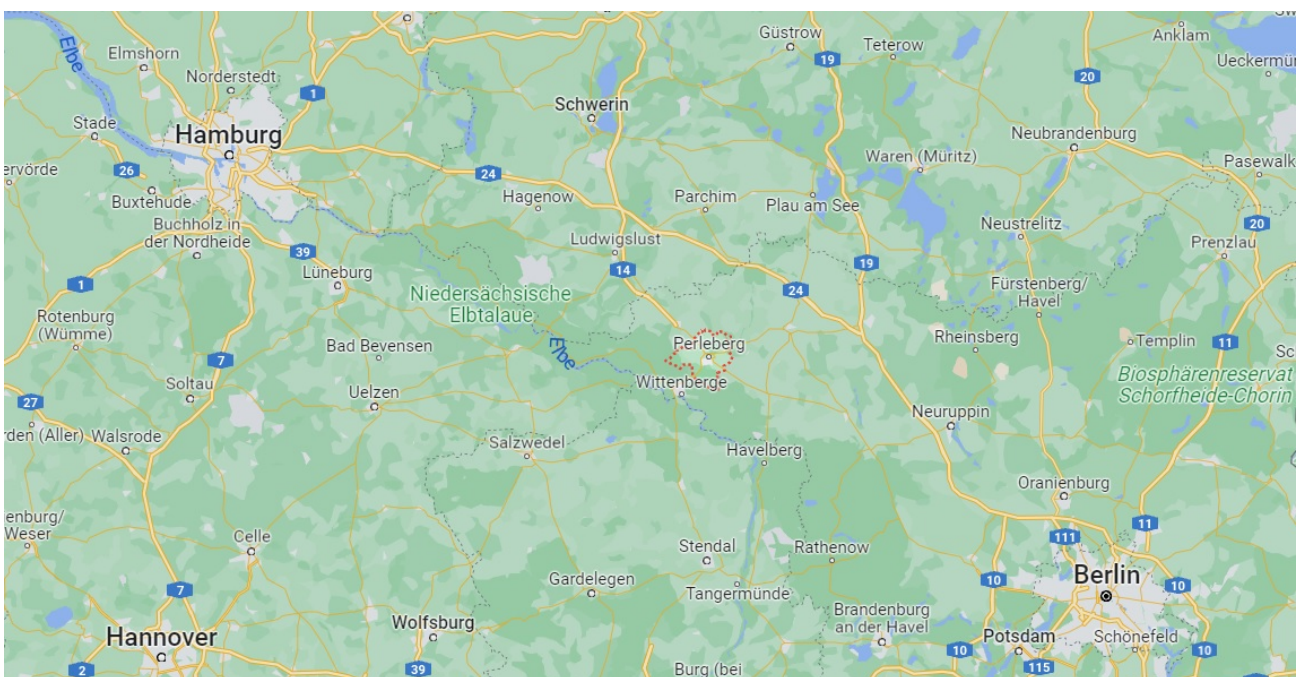 Elbe
Elmshorn
Norderstedt
1
Güstrow
Teterow
19
Anklam
Ueckermün
20
Stade
Hamburg
Schwerin
Neubrandenburg
ervörde
26
24
Waren (Müritz)
Pasewalk
Buxtehude
Hagenow
Parchim
Plau am See
Buchholz in
der Nordheide
39
Ludwigslust
Neustrelitz
20
Prenzlau
1
Lüneburg
14
19
24
Fürstenberg/
Havel
Niedersächsische
Elbtalaue
Rotenburg
(Wümme)
Bad Bevensen
Elbe
Perleberg
Rheinsberg
Templin
11
7
Soltau
Uelzen
Wittenberge
Biosphärenreservat
Schorfheide-Chorin
27
rden (Aller)
Walsrode
Neuruppin
Salzwedel
Havelberg
Oranienburg
enburg/
Weser
Celle
11
111
Stendal
Rathenow
7
Gardelegen
Tangermünde
10
Berlin
10
Hannover
Wolfsburg
Brandenburg
an der Havel
Potsdam
Schönefeld
2
39
Burg (bei
10
115
10